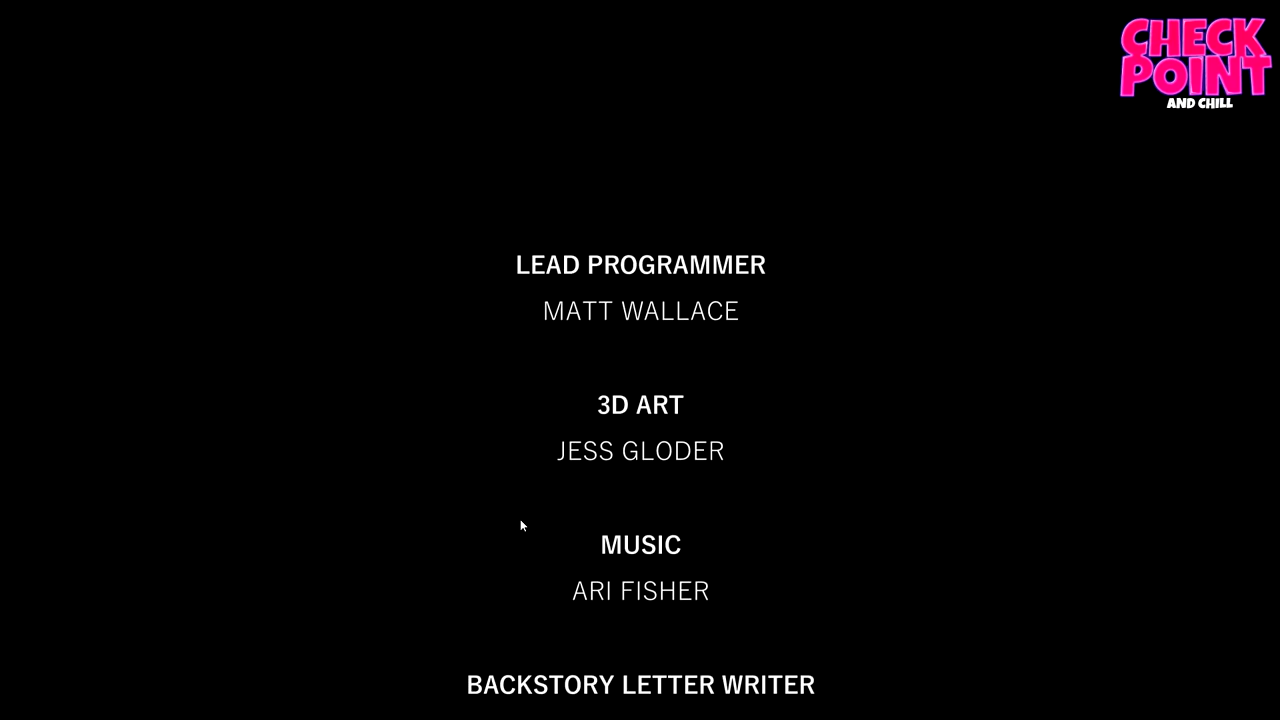 CHECK
POINT
AND CHILL
LEAD PROGRAMMER
MATT WALLACE
3D ART
JESS GLODER
MUSIC
ARI FISHER
BACKSTORY LETTER WRITER